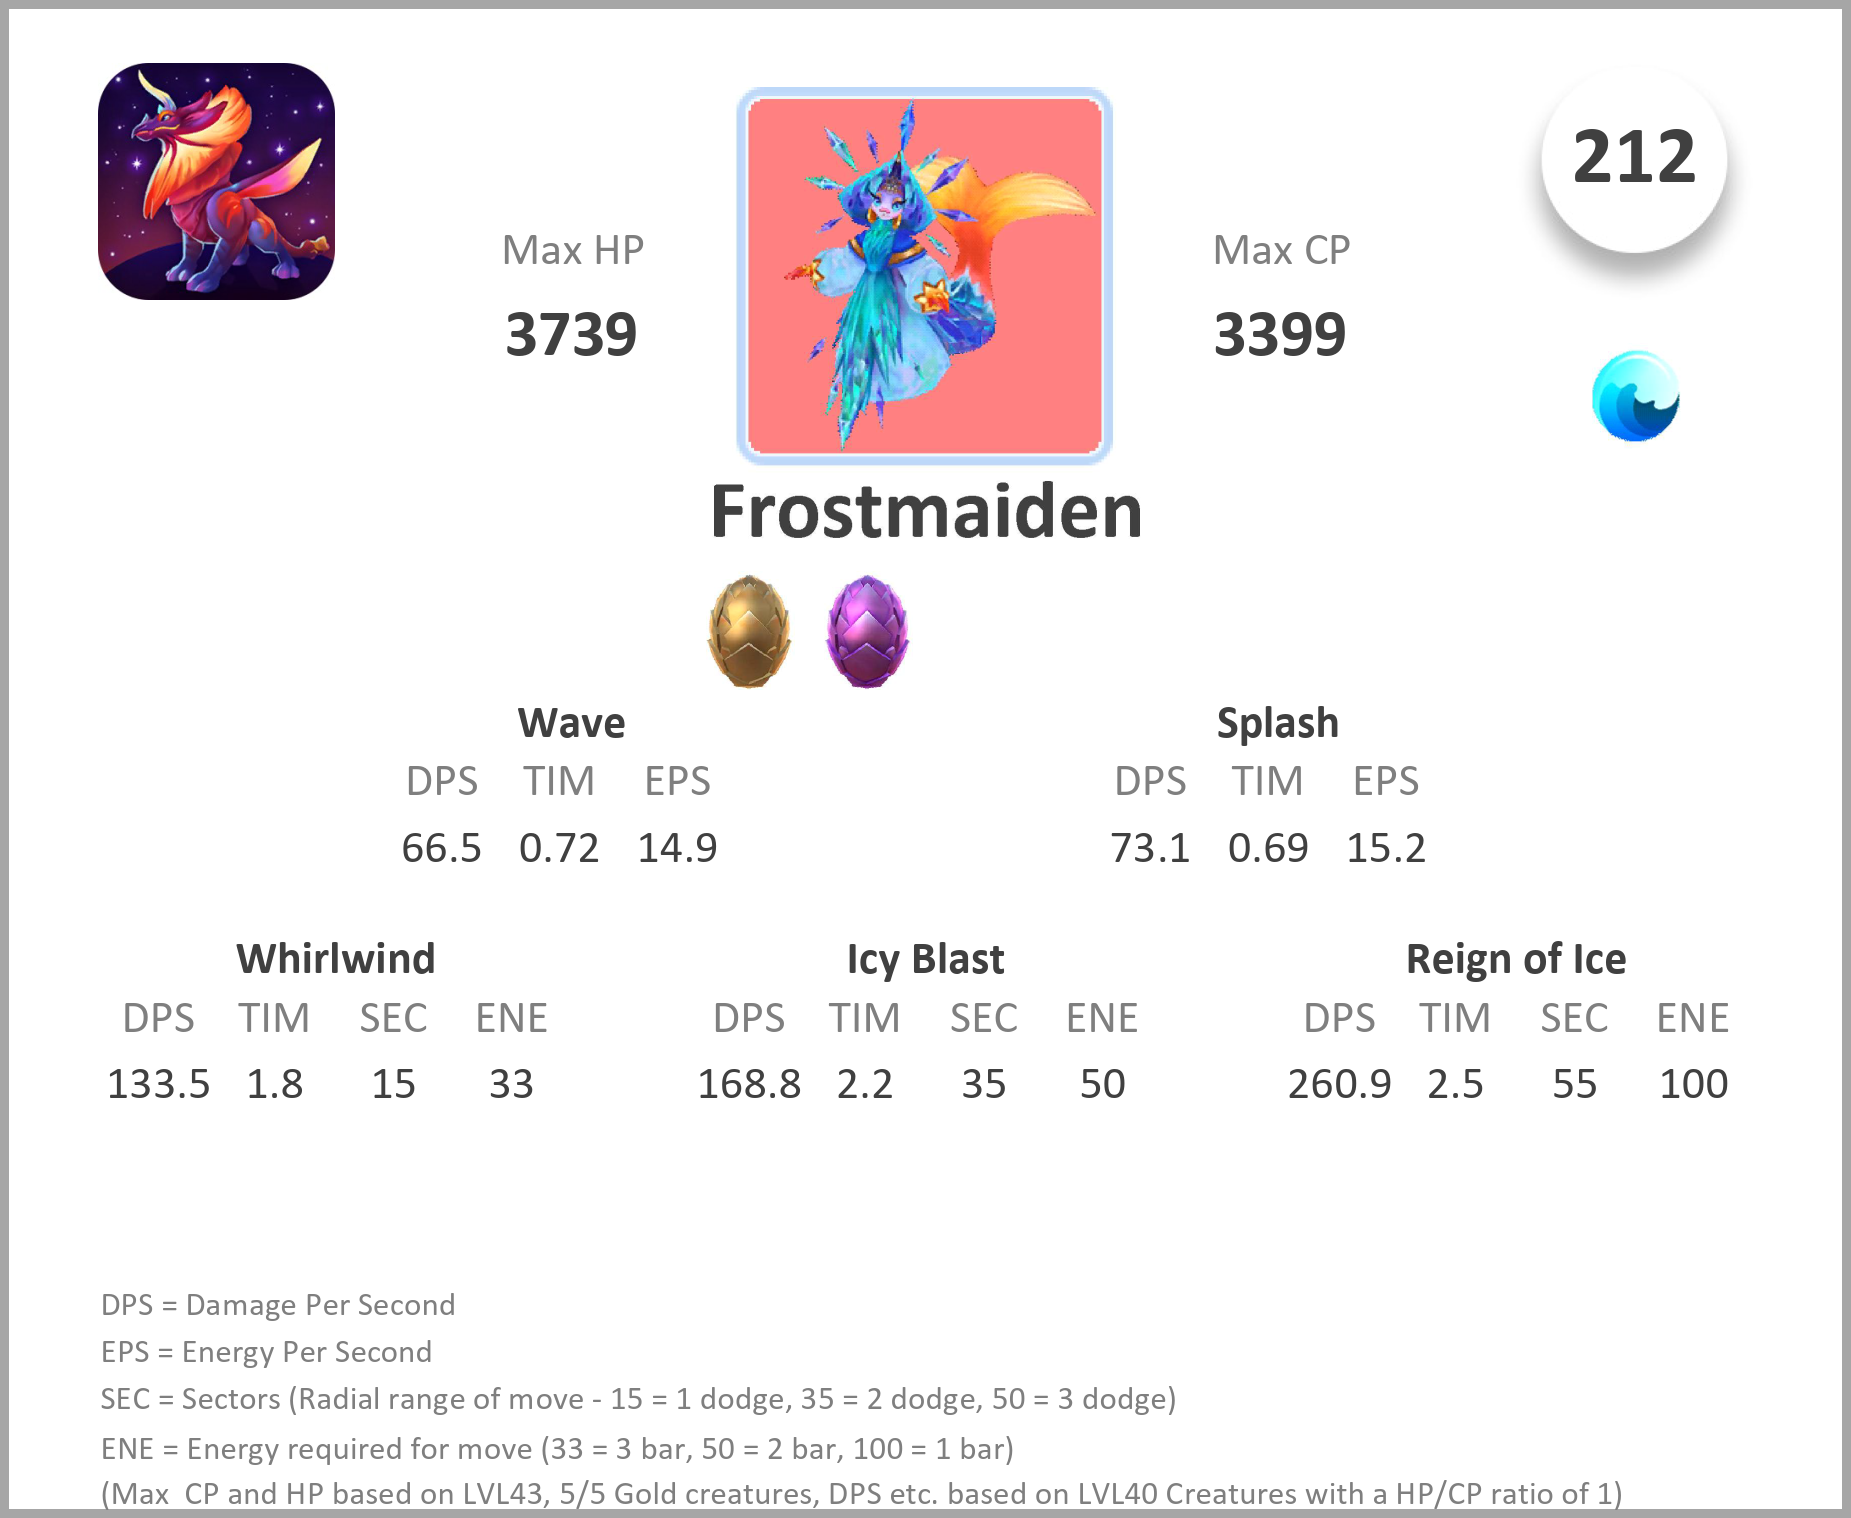 212
Max HP
Max CP
3739
3399
Frostmaiden
Wave
Splash
DPS TIM EPS
DPS TIM EPS
66.5 0.72 14.9
73.1 0.69 15.2
Whirlwind
Icy Blast
Reign of Ice
DPS TIM SEC ENE
DPS TIM SEC ENE
DPS TIM SEC ENE
133.5 1.8 15 33
168.8 2.2 35 50
260.9 2.5 55 100
DPS = Damage Per Second
EPS = Energy Per Second
SEC = Sectors (Radial range of move - 15 = 1 dodge, 35 = 2 dodge, 50 = 3 dodge)
ENE = Energy required for move (33 = 3 bar, 50 = 2 bar, 100 = 1 bar)
(Max  CP and HP based on LVL43, 5/5 Gold creatures, DPS etc. based on LVL40 Creatures with a HP/CP ratio of 1)